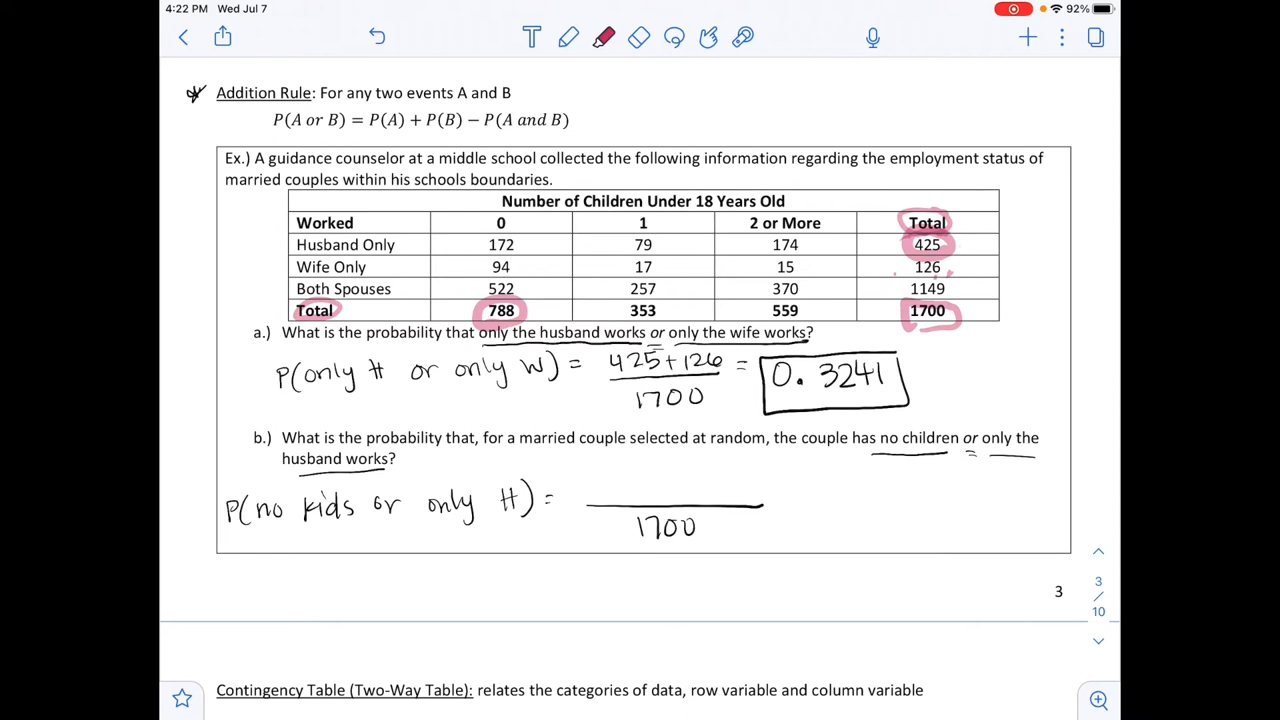 4:22 PM Wed Jul 7
92%
Addition Rule: For any two events A and B
P(A or B) = P(A) + P(B) − P(A and B)
Ex.) A guidance counselor at a middle school collected the following information regarding the employment status of
married couples within his schools boundaries.
Number of Children Under 18 Years Old
Worked 0 1 2 or More Total
Husband Only 172 79 174 425
Wife Only 94 17 15 126
Both Spouses 522 257 370 1149
Total 788 353 559 1700
a.) What is the probability that only the husband works or only the wife works?
P(only H or only W) = 425+126 = 0.3241
1700
b.) What is the probability that, for a married couple selected at random, the couple has no children or only the
husband works?
P(no kids or only H) =
1700
3
3
/
10
Contingency Table (Two-Way Table): relates the categories of data, row variable and column variable